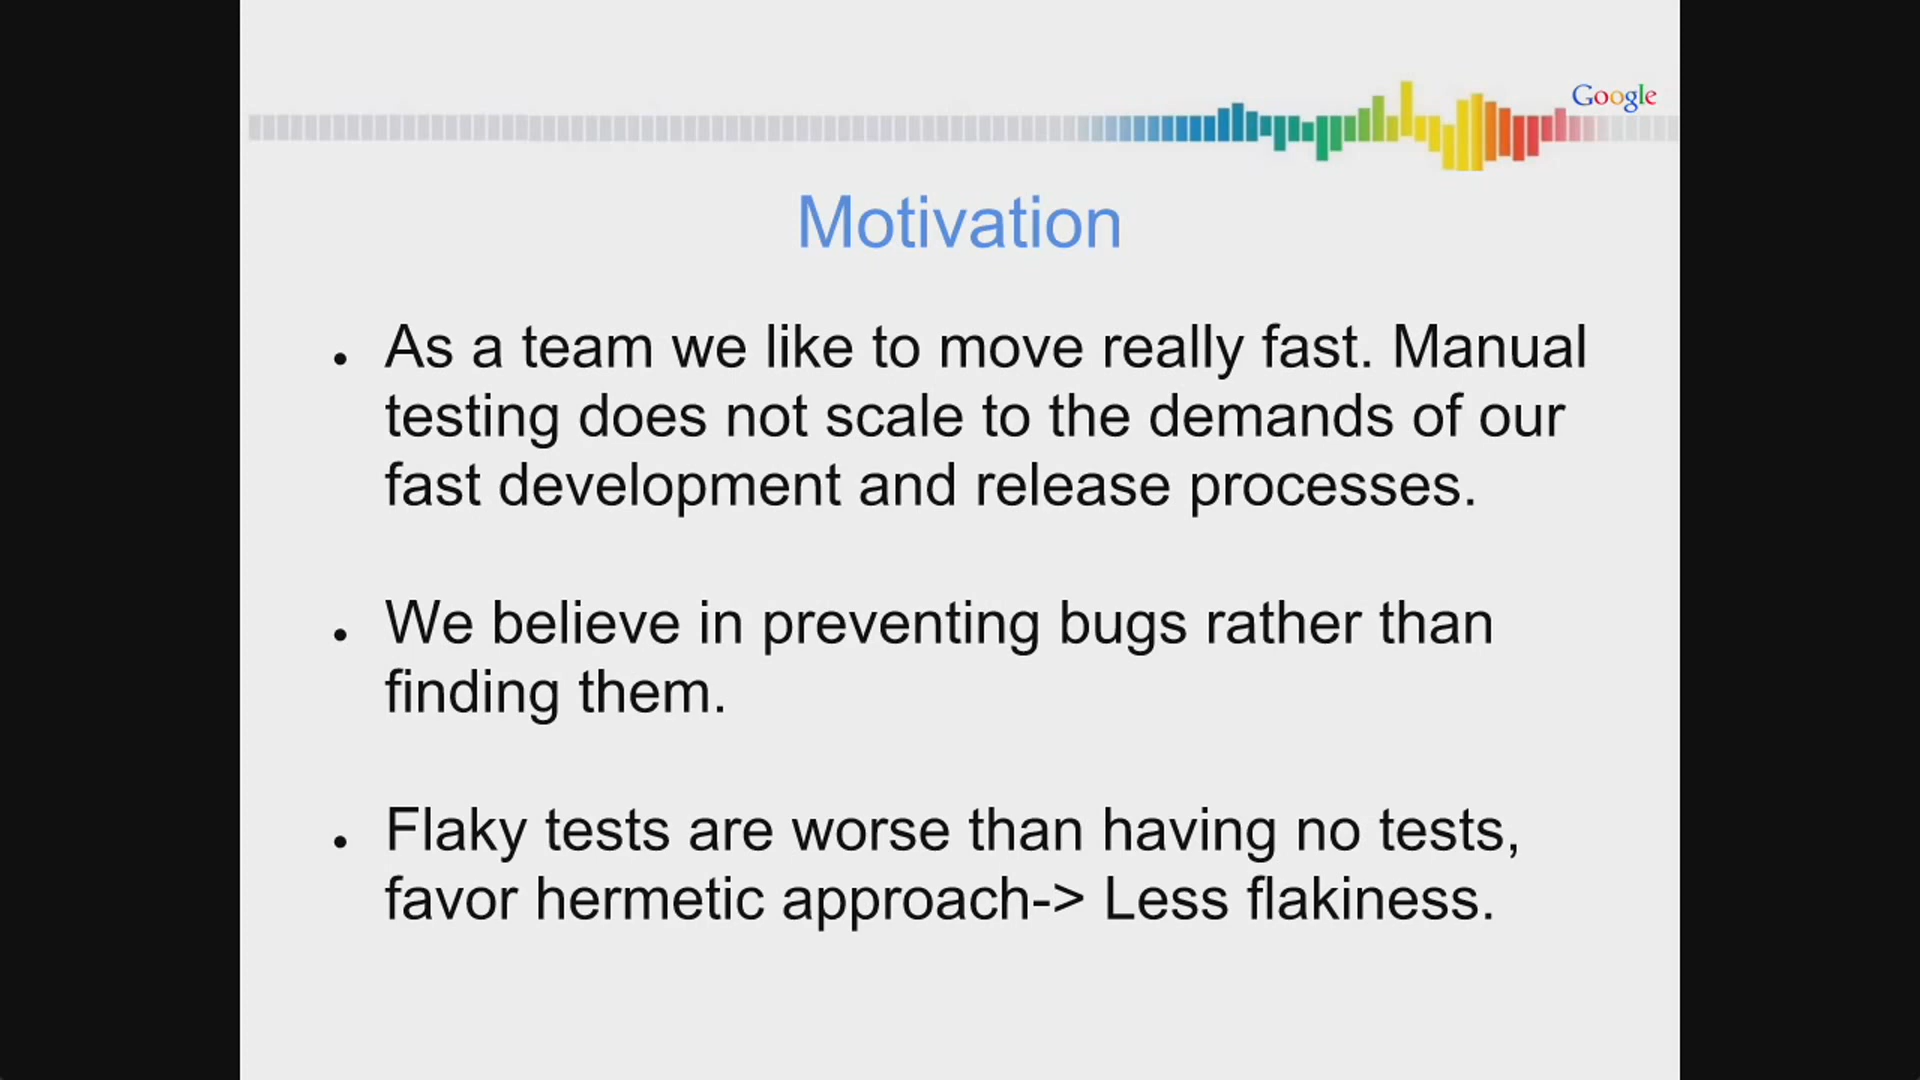 Google
Motivation
• As a team we like to move really fast. Manual
testing does not scale to the demands of our
fast development and release processes.
• We believe in preventing bugs rather than
finding them.
• Flaky tests are worse than having no tests,
favor hermetic approach-> Less flakiness.